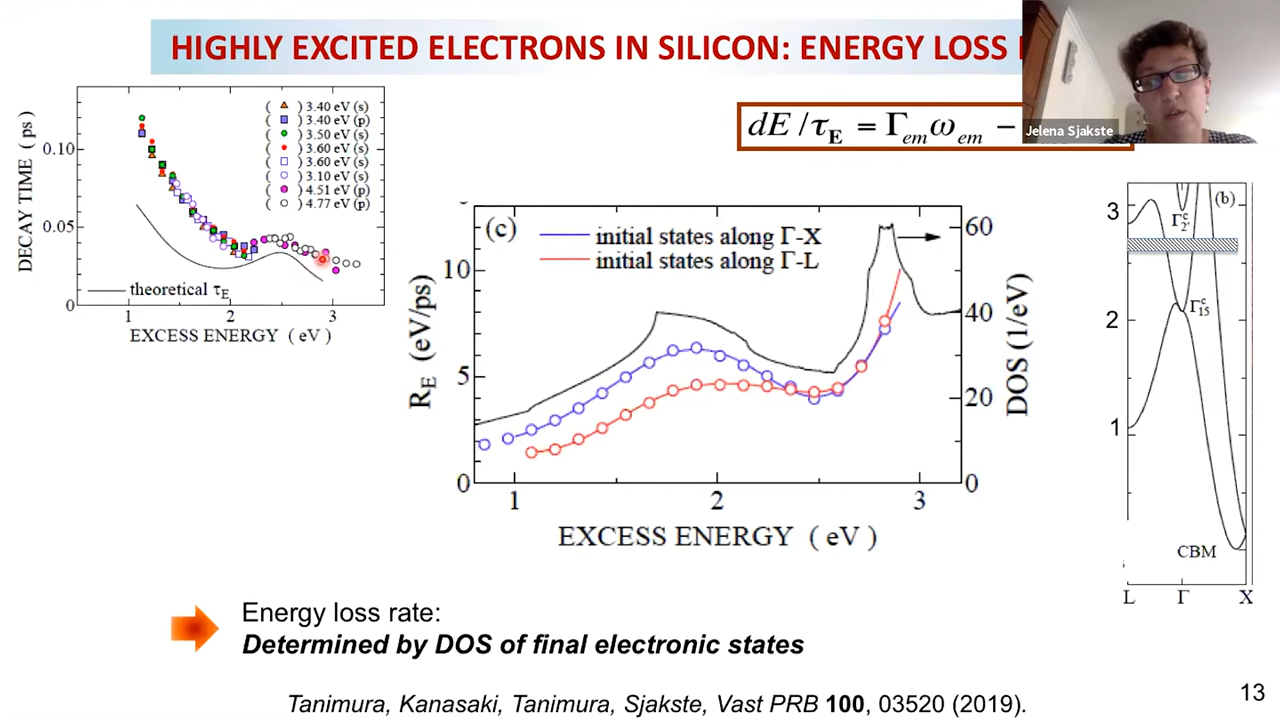 HIGHLY EXCITED ELECTRONS IN SILICON: ENERGY LOSS
dE /τE = Γem ωem −
Jelena Sjakste
DECAY TIME ( ps )
0.10
0.05
0
( ) 3.40 eV (s)
( ) 3.40 eV (p)
( ) 3.50 eV (s)
( ) 3.60 eV (s)
( ) 3.60 eV (s)
( ) 3.10 eV (s)
( ) 4.51 eV (p)
( ) 4.77 eV (p)
theoretical τE
1 2 3
EXCESS ENERGY ( eV )
(c)
initial states along Γ-X
initial states along Γ-L
RE (eV/ps)
10
5
0
60
40
20
0
DOS (1/eV)
1 2 3
EXCESS ENERGY ( eV )
(b)
3
2
1
Γc2'
Γc15
CBM
L Γ X
Energy loss rate:
Determined by DOS of final electronic states
Tanimura, Kanasaki, Tanimura, Sjakste, Vast PRB 100, 03520 (2019).
13